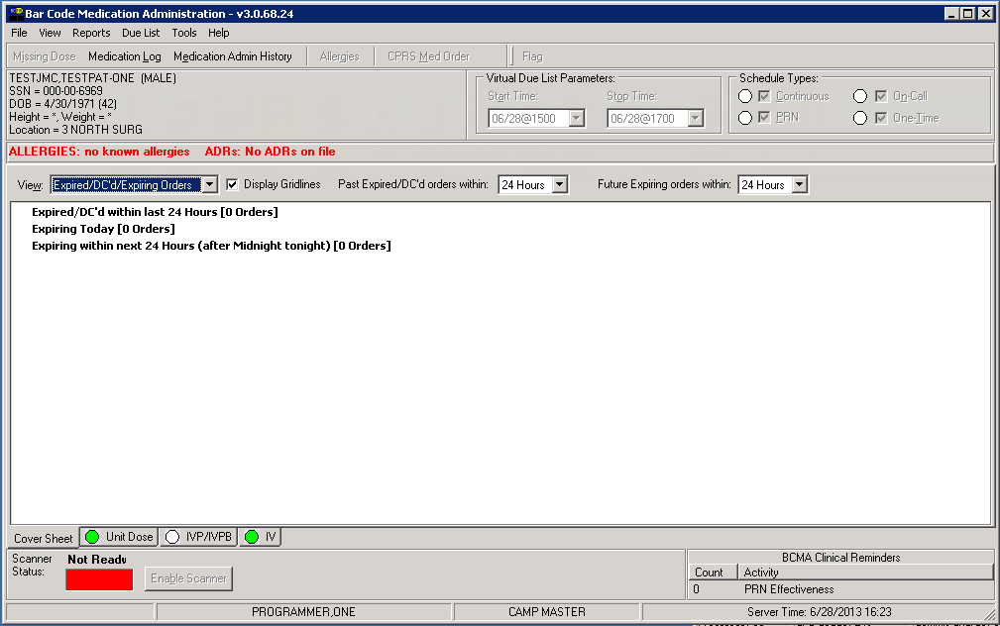 Bar Code Medication Administration - v3.0.68.24
File View Reports Due List Tools Help
Missing Dose Medication Log Medication Admin History Allergies CPRS Med Order Flag
TESTJMC,TESTPAT-ONE (MALE)
SSN = 000-00-6969
DOB = 4/30/1971 (42)
Height = *, Weight = *
Location = 3 NORTH SURG
Virtual Due List Parameters:
Start Time: Stop Time:
06/28@1500 06/28@1700
Schedule Types:
Continuous On-Call
PRN One-Time
ALLERGIES: no known allergies ADRs: No ADRs on file
View: Expired/DC'd/Expiring Orders Display Gridlines Past Expired/DC'd orders within: 24 Hours Future Expiring orders within: 24 Hours
Expired/DC'd within last 24 Hours [0 Orders]
Expiring Today [0 Orders]
Expiring within next 24 Hours (after Midnight tonight) [0 Orders]
Cover Sheet Unit Dose IVP/IVPB IV
Scanner Status: Not Ready
Enable Scanner
BCMA Clinical Reminders
Count Activity
0 PRN Effectiveness
PROGRAMMER,ONE CAMP MASTER Server Time: 6/28/2013 16:23